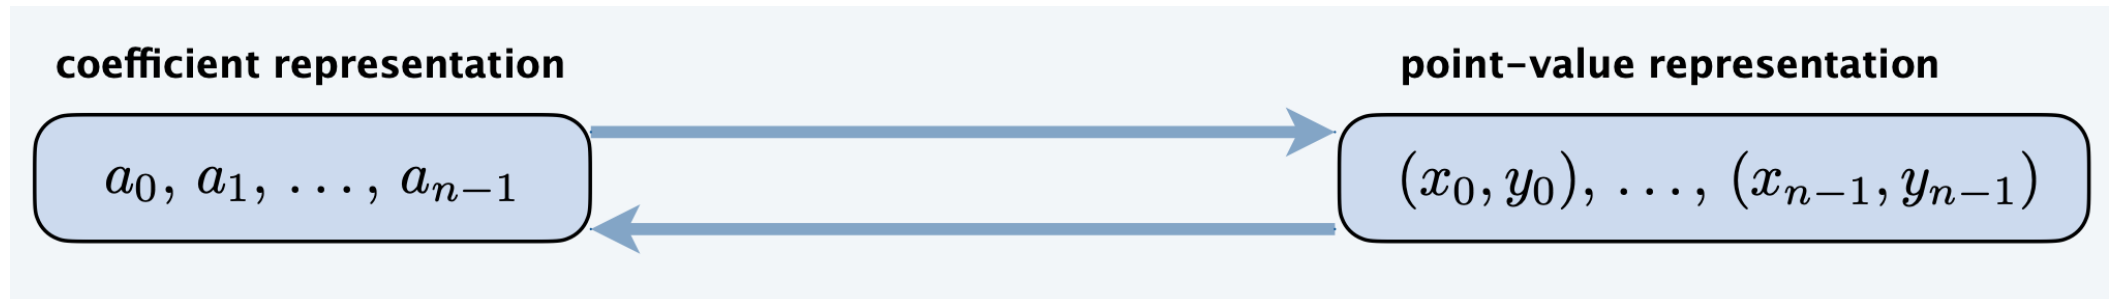 coefficient representation
point-value representation
a₀, a₁, ..., aₙ₋₁
(x₀, y₀), ..., (xₙ₋₁, yₙ₋₁)